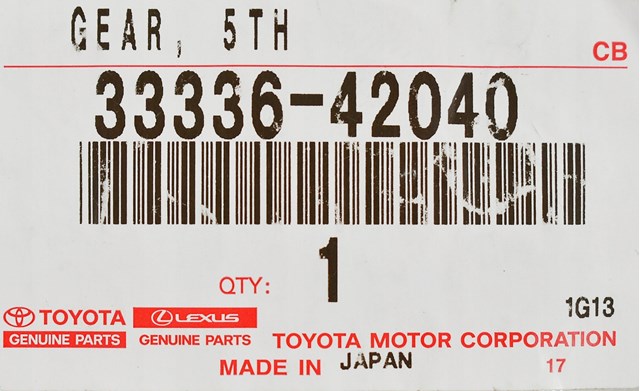 GEAR, 5TH
CB
33336-42040
QTY: 1
1G13
TOYOTA LEXUS
GENUINE PARTS GENUINE PARTS TOYOTA MOTOR CORPORATION
MADE IN JAPAN 17